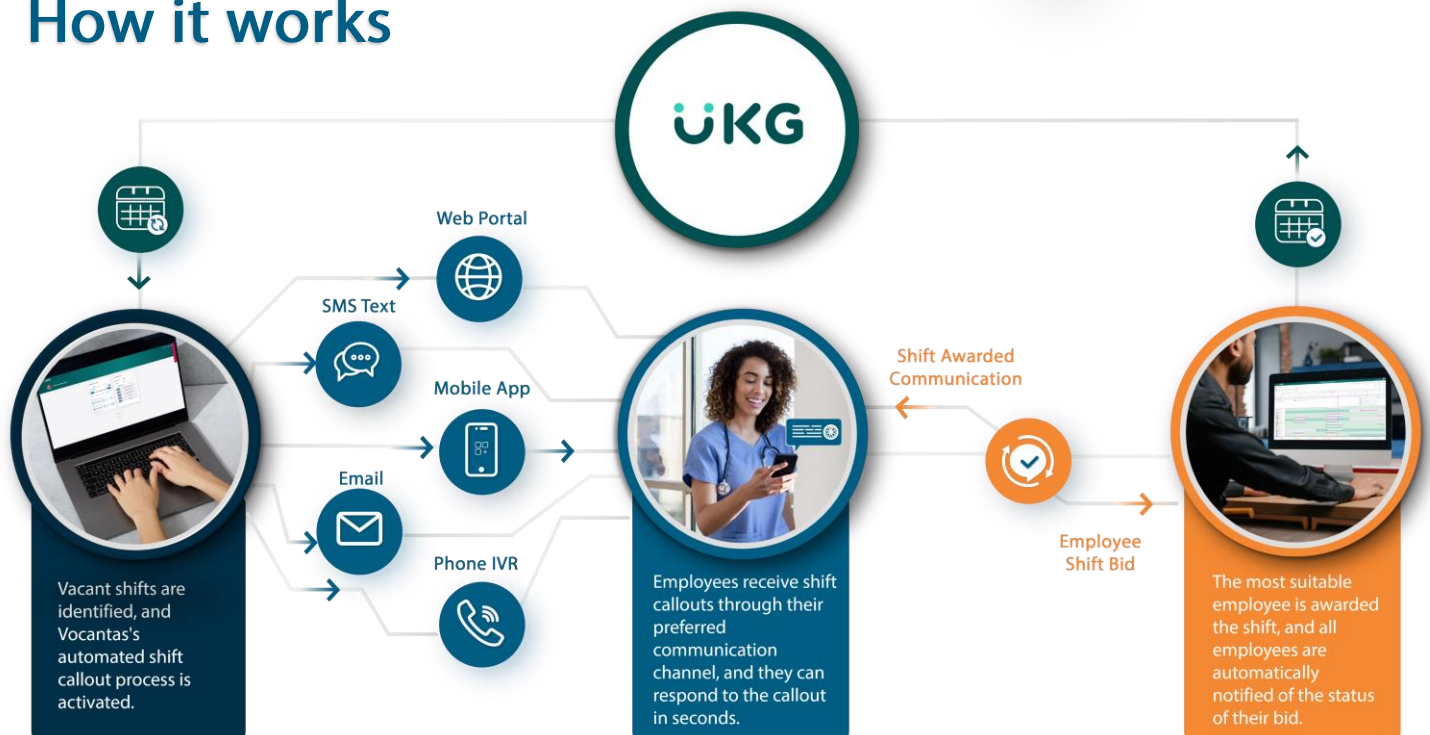 How it works
UKG
Web Portal
SMS Text
Mobile App
Email
Phone IVR
Shift Awarded
Communication
Employee
Shift Bid
Vacant shifts are
identified, and
Vocantas's
automated shift
callout process is
activated.
Employees receive shift
callouts through their
preferred
communication
channel, and they can
respond to the callout
in seconds.
The most suitable
employee is awarded
the shift, and all
employees are
automatically
notified of the status
of their bid.